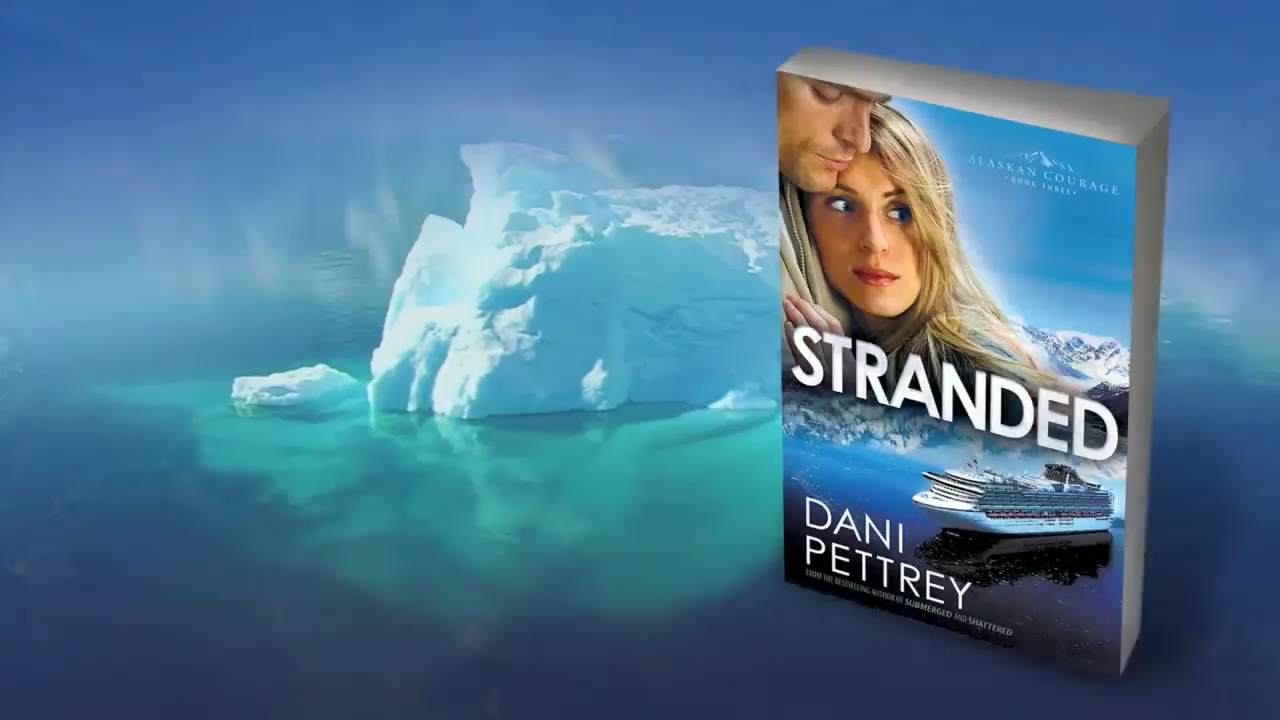 ALASKAN COURAGE
• BOOK THREE •
STRANDED
DANI
PETTREY
FROM THE BESTSELLING AUTHOR OF SUBMERGED AND SHATTERED